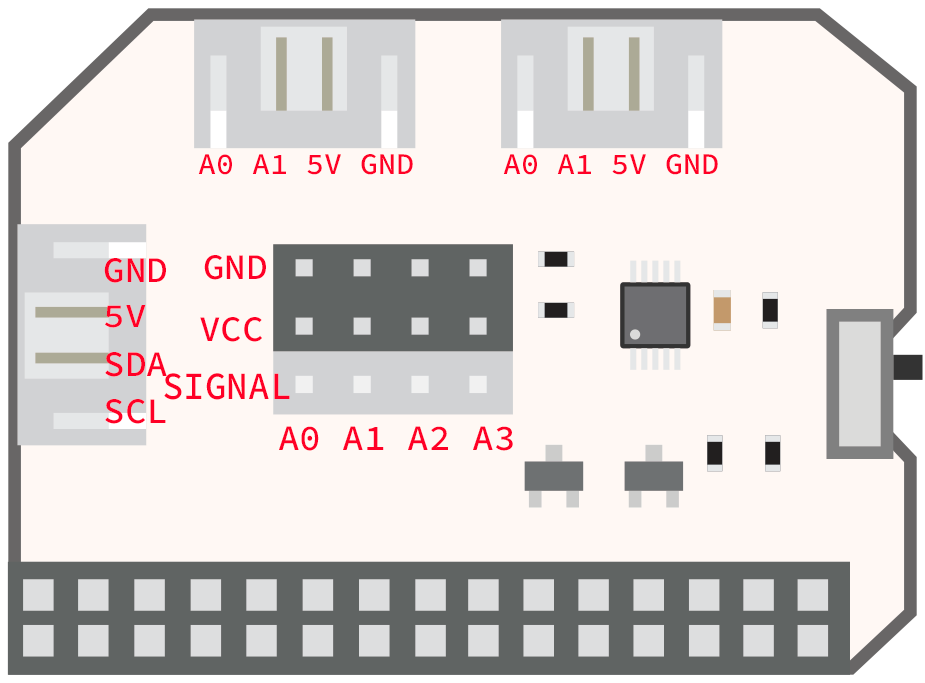 A0 A1 5V GND
A0 A1 5V GND
GND
5V
SDA
SCL
GND
VCC
SIGNAL
A0 A1 A2 A3